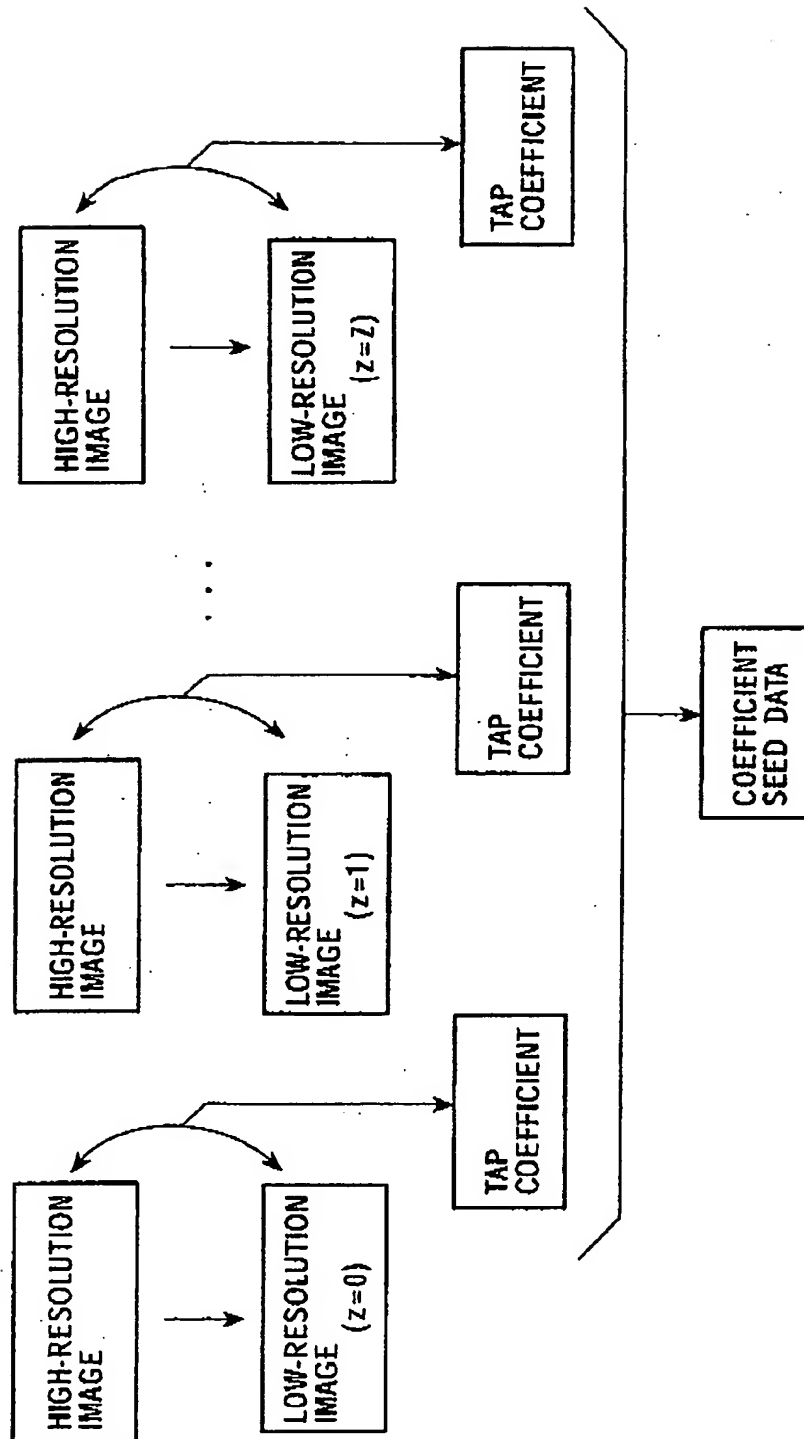 HIGH-RESOLUTION
IMAGE
LOW-RESOLUTION
IMAGE
(z=0)
TAP
COEFFICIENT
HIGH-RESOLUTION
IMAGE
LOW-RESOLUTION
IMAGE
(z=1)
TAP
COEFFICIENT
...
HIGH-RESOLUTION
IMAGE
LOW-RESOLUTION
IMAGE
(z=Z)
TAP
COEFFICIENT
COEFFICIENT
SEED DATA